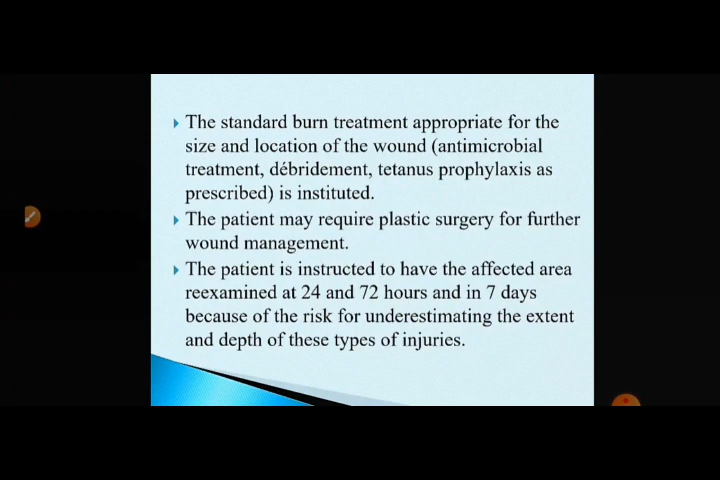 The standard burn treatment appropriate for the
size and location of the wound (antimicrobial
treatment, débridement, tetanus prophylaxis as
prescribed) is instituted.
The patient may require plastic surgery for further
wound management.
The patient is instructed to have the affected area
reexamined at 24 and 72 hours and in 7 days
because of the risk for underestimating the extent
and depth of these types of injuries.